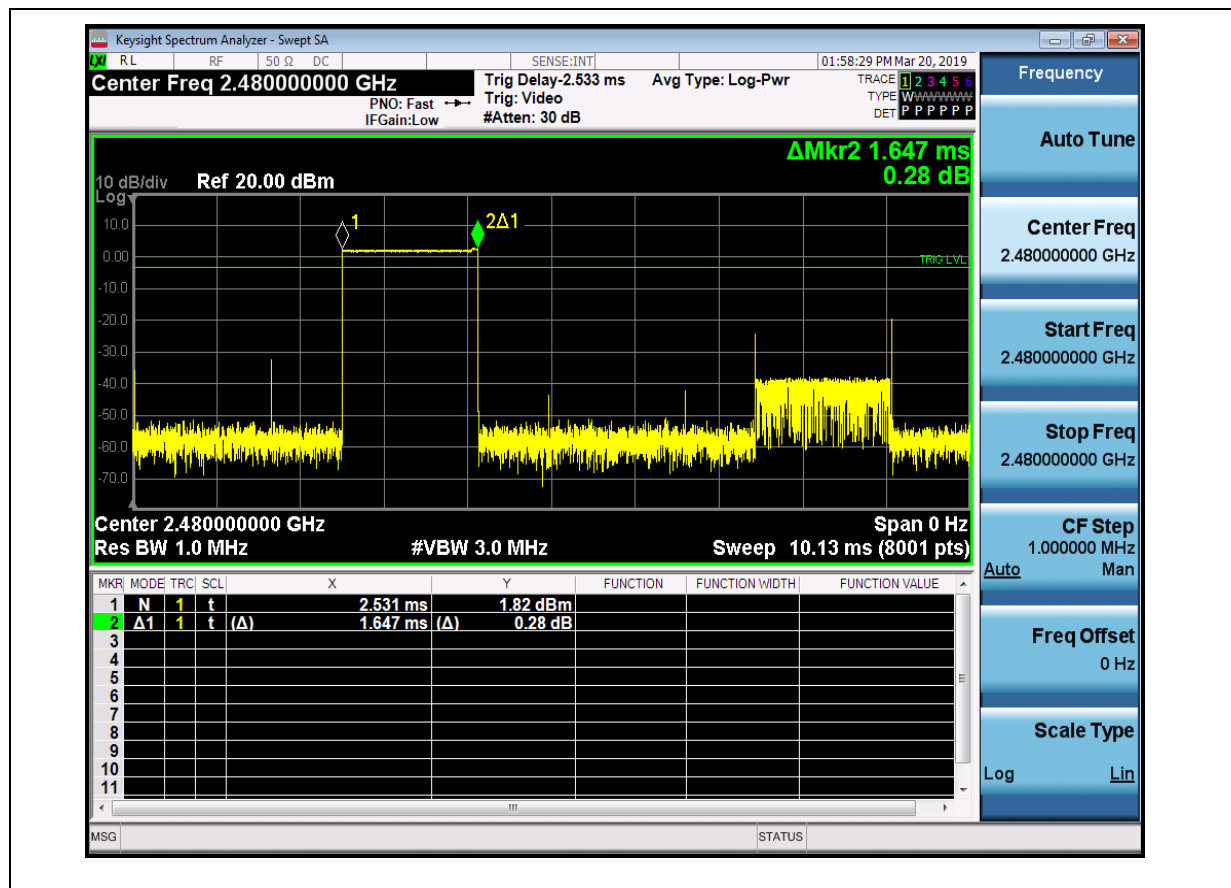 Keysight Spectrum Analyzer - Swept SA
LXI RL RF 50 Ω DC SENSE:INT 01:58:29 PM Mar 20, 2019
Center Freq 2.480000000 GHz
PNO: Fast
IFGain:Low
Trig Delay-2.533 ms
Trig: Video
#Atten: 30 dB
Avg Type: Log-Pwr
TRACE 1 2 3 4 5 6
TYPE WWWWWW
DET P P P P P P
ΔMkr2 1.647 ms
0.28 dB
10 dB/div Ref 20.00 dBm
Log
10.0
0.00
-10.0
-20.0
-30.0
-40.0
-50.0
-60.0
-70.0
1
2Δ1
TRIG LVL
Center 2.480000000 GHz Span 0 Hz
Res BW 1.0 MHz #VBW 3.0 MHz Sweep 10.13 ms (8001 pts)
MKR MODE TRC SCL X Y FUNCTION FUNCTION WIDTH FUNCTION VALUE
1 N 1 t 2.531 ms 1.82 dBm
2 Δ1 1 t (Δ) 1.647 ms (Δ) 0.28 dB
3
4
5
6
7
8
9
10
11
MSG STATUS
Frequency
Auto Tune
Center Freq
2.480000000 GHz
Start Freq
2.480000000 GHz
Stop Freq
2.480000000 GHz
CF Step
1.000000 MHz
Auto Man
Freq Offset
0 Hz
Scale Type
Log Lin